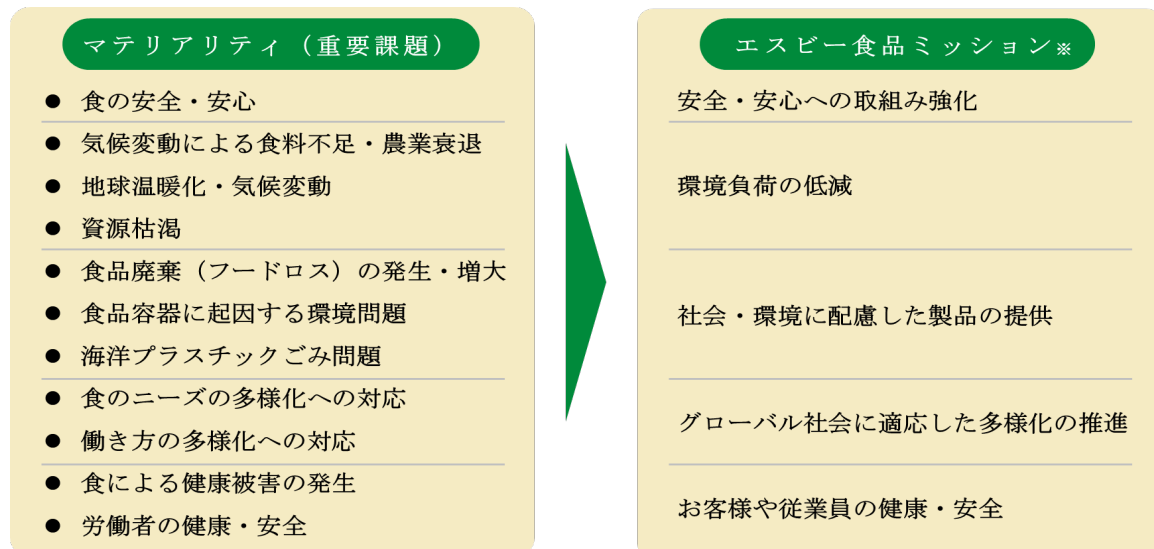 マテリアリティ（重要課題）
● 食の安全・安心
● 気候変動による食料不足・農業衰退
● 地球温暖化・気候変動
● 資源枯渇
● 食品廃棄（フードロス）の発生・増大
● 食品容器に起因する環境問題
● 海洋プラスチックごみ問題
● 食のニーズの多様化への対応
● 働き方の多様化への対応
● 食による健康被害の発生
● 労働者の健康・安全
エスビー食品ミッション※
安全・安心への取組み強化
環境負荷の低減
社会・環境に配慮した製品の提供
グローバル社会に適応した多様化の推進
お客様や従業員の健康・安全